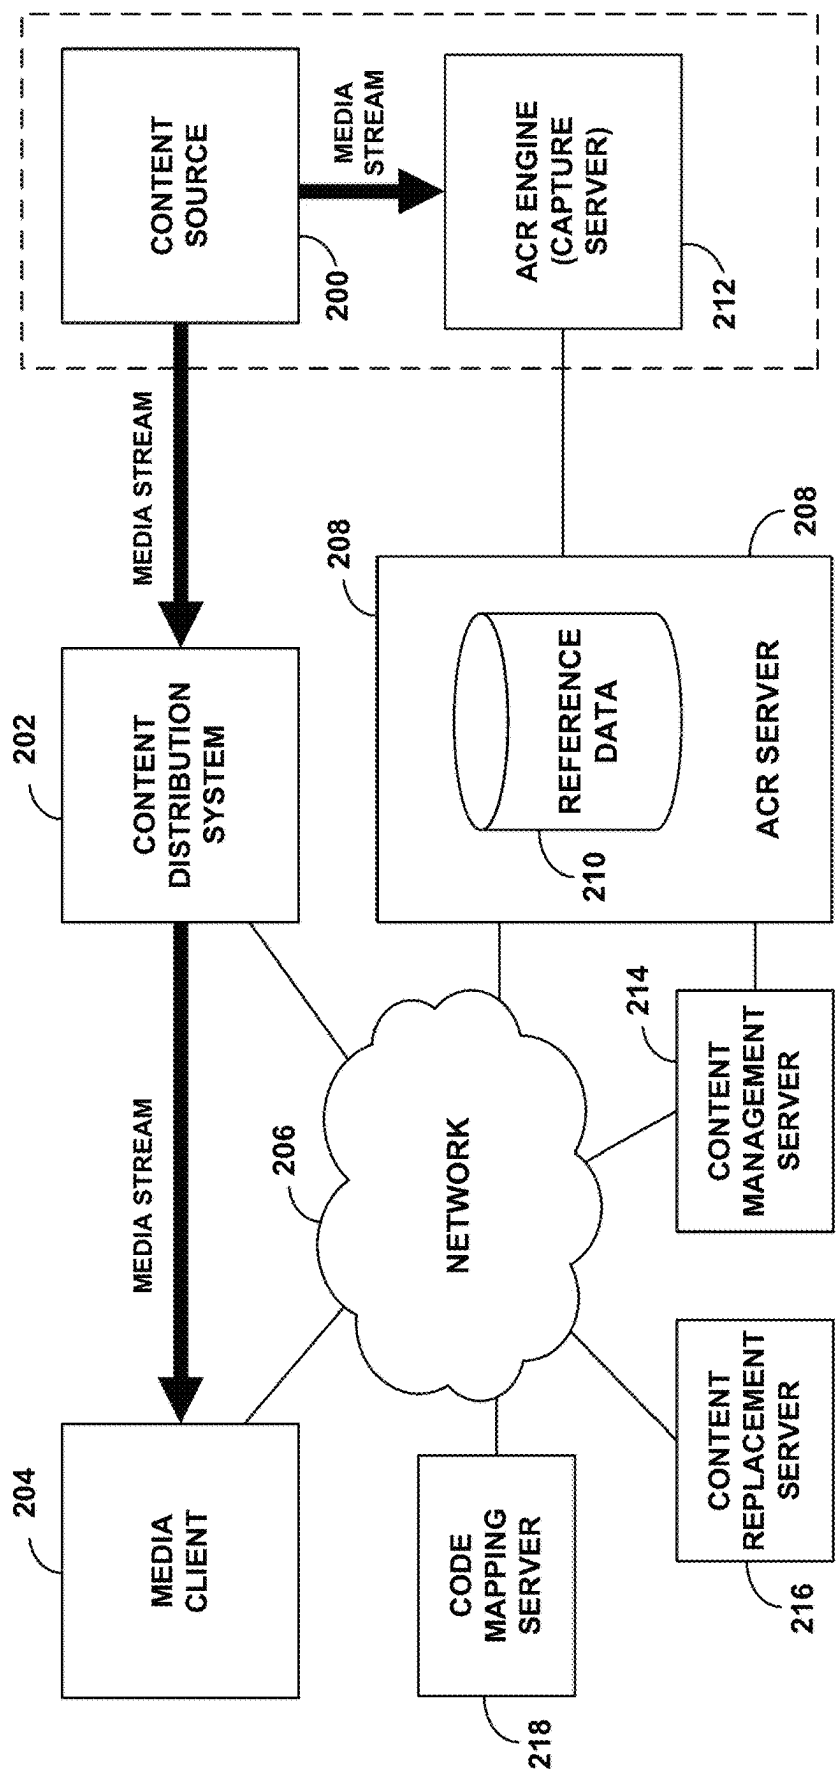 204
MEDIA
CLIENT
MEDIA STREAM
202
CONTENT
DISTRIBUTION
SYSTEM
MEDIA STREAM
CONTENT
SOURCE
200
MEDIA
STREAM
206
NETWORK
208
REFERENCE
DATA
210
ACR SERVER
208
ACR ENGINE
(CAPTURE
SERVER)
212
CODE
MAPPING
SERVER
218
CONTENT
REPLACEMENT
SERVER
216
214
CONTENT
MANAGEMENT
SERVER